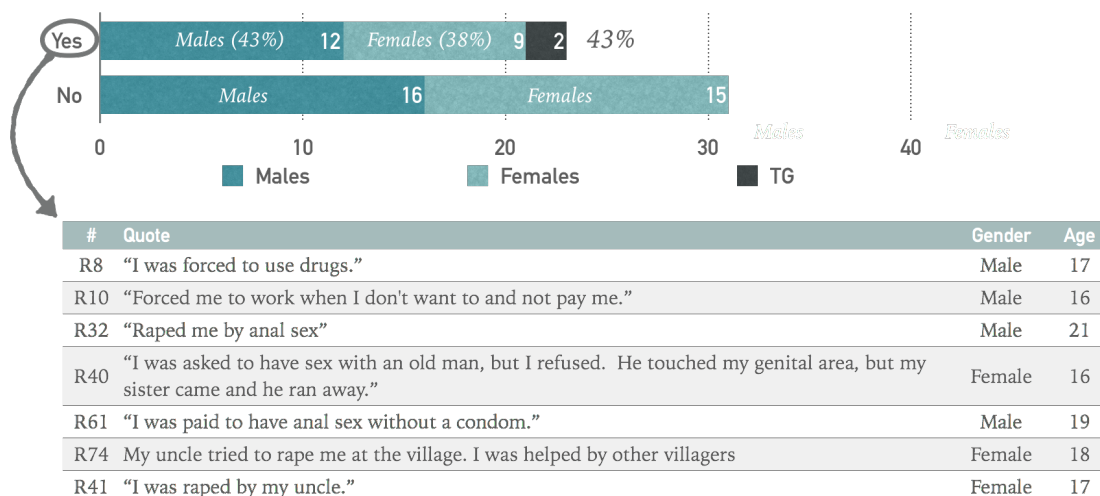 Yes Males (43%) 12 Females (38%) 9 2 43%
No Males 16 Females 15
Males Females
0 10 20 30 40
Males Females TG
# Quote Gender Age
R8 “I was forced to use drugs.” Male 17
R10 “Forced me to work when I don't want to and not pay me.” Male 16
R32 “Raped me by anal sex” Male 21
R40 “I was asked to have sex with an old man, but I refused. He touched my genital area, but my
sister came and he ran away.” Female 16
R61 “I was paid to have anal sex without a condom.” Male 19
R74 My uncle tried to rape me at the village. I was helped by other villagers Female 18
R41 “I was raped by my uncle.” Female 17